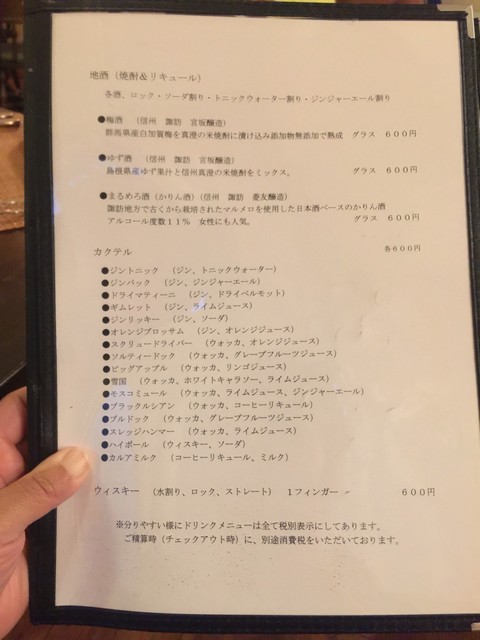 地酒（焼酎＆リキュール）
各酒、ロック・ソーダ割り・トニックウォーター割り・ジンジャーエール割り
●梅酒　（信州　諏訪　宮坂醸造）
群馬県産白加賀梅を真澄の米焼酎に漬け込み添加物無添加で熟成　グラス　６００円
●ゆず酒　（信州　諏訪　宮坂醸造）
島根県産ゆず果汁と信州真澄の米焼酎をミックス。　グラス　６００円
●まるめろ酒（かりん酒）（信州　諏訪　菱友醸造）
諏訪地方で古くから栽培されたマルメロを使用した日本酒ベースのかりん酒
アルコール度数１１％　女性にも人気。　グラス　６００円
カクテル　各６００円
●ジントニック　（ジン、トニックウォーター）
●ジンバック　（ジン、ジンジャーエール）
●ドライマティーニ　（ジン、ドライベルモット）
●ギムレット　（ジン、ライムジュース）
●ジンリッキー　（ジン、ソーダ）
●オレンジブロッサム　（ジン、オレンジジュース）
●スクリュードライバー　（ウォッカ、オレンジジュース）
●ソルティードック　（ウォッカ、グレープフルーツジュース）
●ビッグアップル　（ウォッカ、リンゴジュース）
●雪国　（ウォッカ、ホワイトキャラソー、ライムジュース）
●モスコミュール　（ウォッカ、ライムジュース、ジンジャーエール）
●ブラックルシアン　（ウォッカ、コーヒーリキュール）
●ブルドック　（ウォッカ、グレープフルーツジュース）
●スレッジハンマー　（ウォッカ、ライムジュース）
●ハイボール　（ウィスキー、ソーダ）
●カルアミルク　（コーヒーリキュール、ミルク）
ウィスキー　（水割り、ロック、ストレート）　１フィンガー　６００円
※分りやすい様にドリンクメニューは全て税別表示にしてあります。
ご積算時（チェックアウト時）に、別途消費税をいただいております。